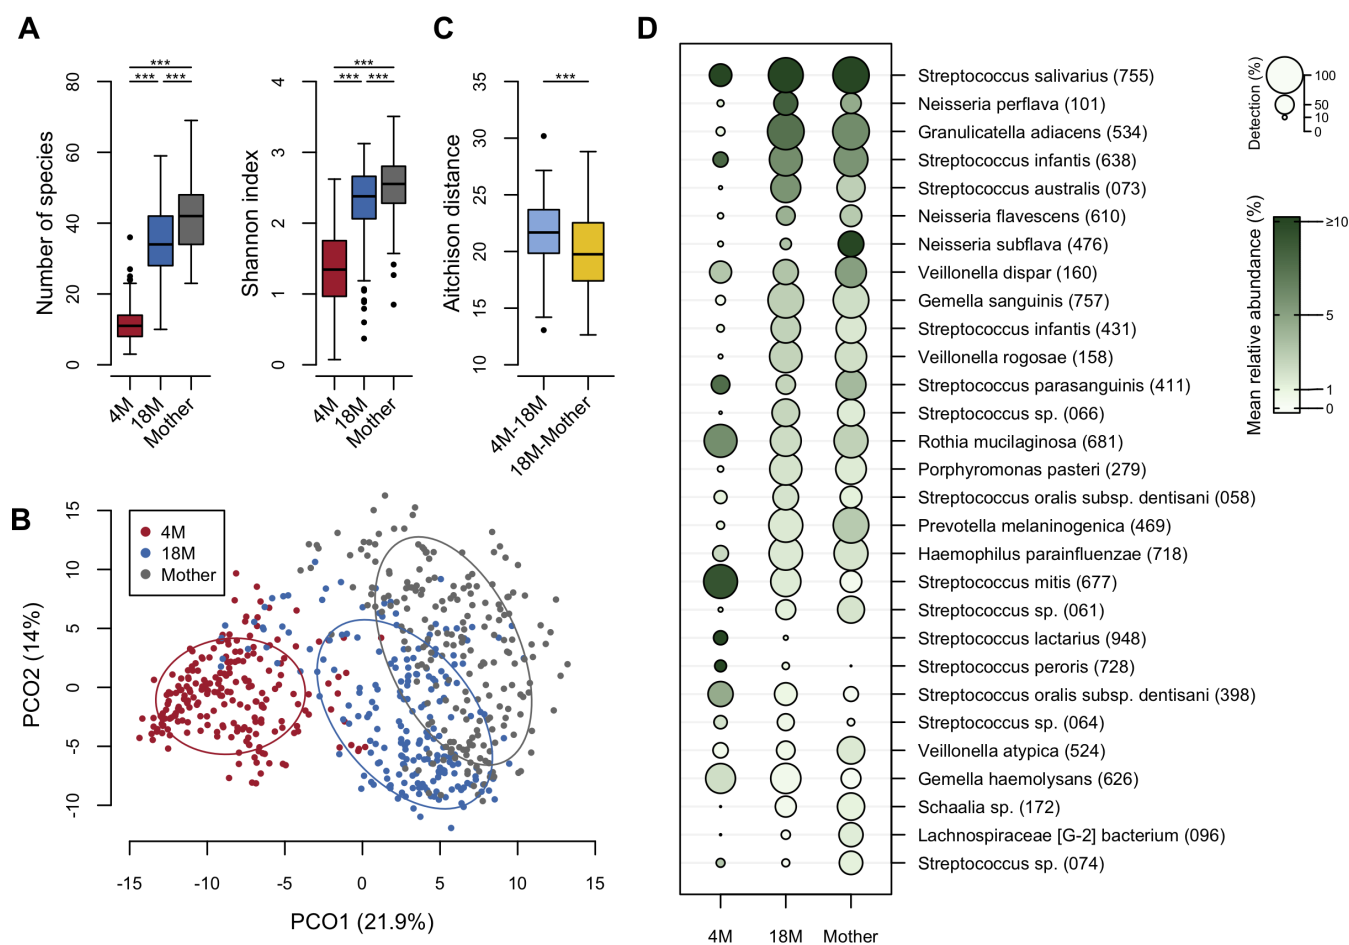 A
Number of species
80
60
40
20
0
***
*** ***
4M
18M
Mother
Shannon index
4
3
2
1
0
***
*** ***
4M
18M
Mother
C
Aitchison distance
35
30
25
20
15
10
***
4M-18M
18M-Mother
B
PCO2 (14%)
15
10
5
0
-5
-10
4M
18M
Mother
-15
-10
-5
0
5
10
15
PCO1 (21.9%)
D
Streptococcus salivarius (755)
Neisseria perflava (101)
Granulicatella adiacens (534)
Streptococcus infantis (638)
Streptococcus australis (073)
Neisseria flavescens (610)
Neisseria subflava (476)
Veillonella dispar (160)
Gemella sanguinis (757)
Streptococcus infantis (431)
Veillonella rogosae (158)
Streptococcus parasanguinis (411)
Streptococcus sp. (066)
Rothia mucilaginosa (681)
Porphyromonas pasteri (279)
Streptococcus oralis subsp. dentisani (058)
Prevotella melaninogenica (469)
Haemophilus parainfluenzae (718)
Streptococcus mitis (677)
Streptococcus sp. (061)
Streptococcus lactarius (948)
Streptococcus peroris (728)
Streptococcus oralis subsp. dentisani (398)
Streptococcus sp. (064)
Veillonella atypica (524)
Gemella haemolysans (626)
Schaalia sp. (172)
Lachnospiraceae [G-2] bacterium (096)
Streptococcus sp. (074)
4M
18M
Mother
Detection (%)
100
50
10
0
Mean relative abundance (%)
≥10
5
1
0